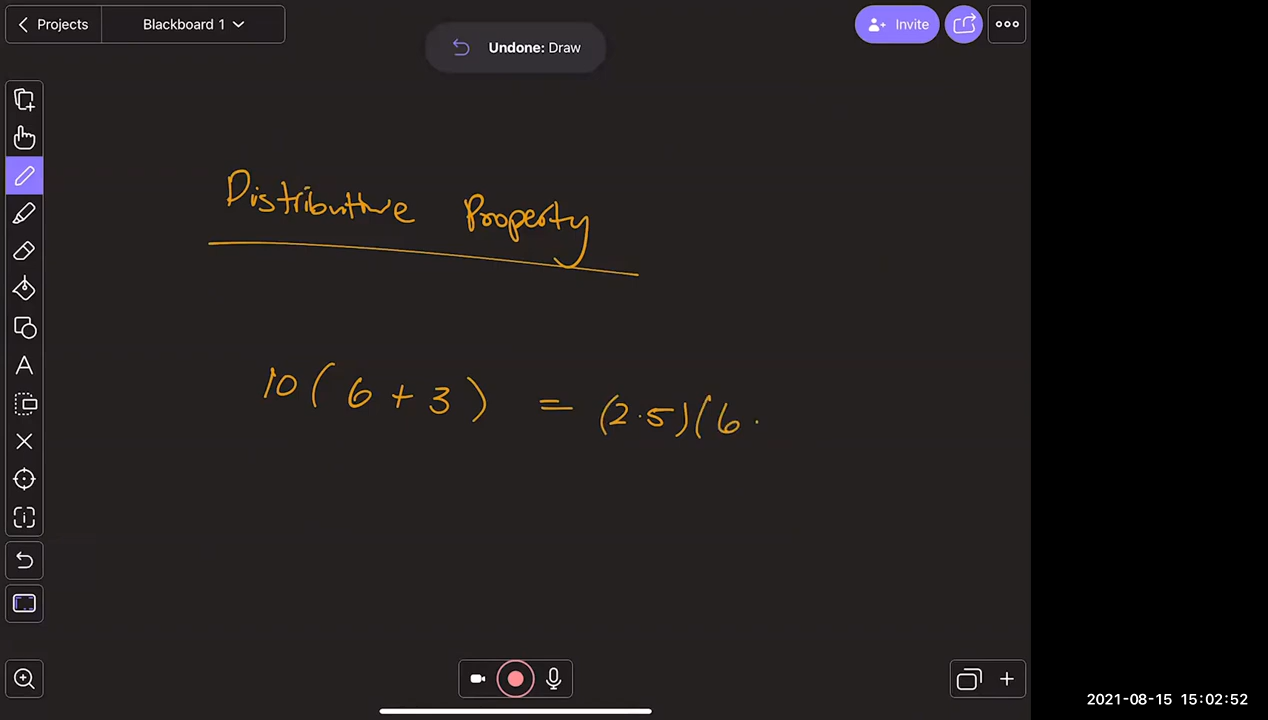 Projects
Blackboard 1
Undone: Draw
Invite
Distributive Property
10(6+3) = (2·5)(6·
A
2021-08-15 15:02:52